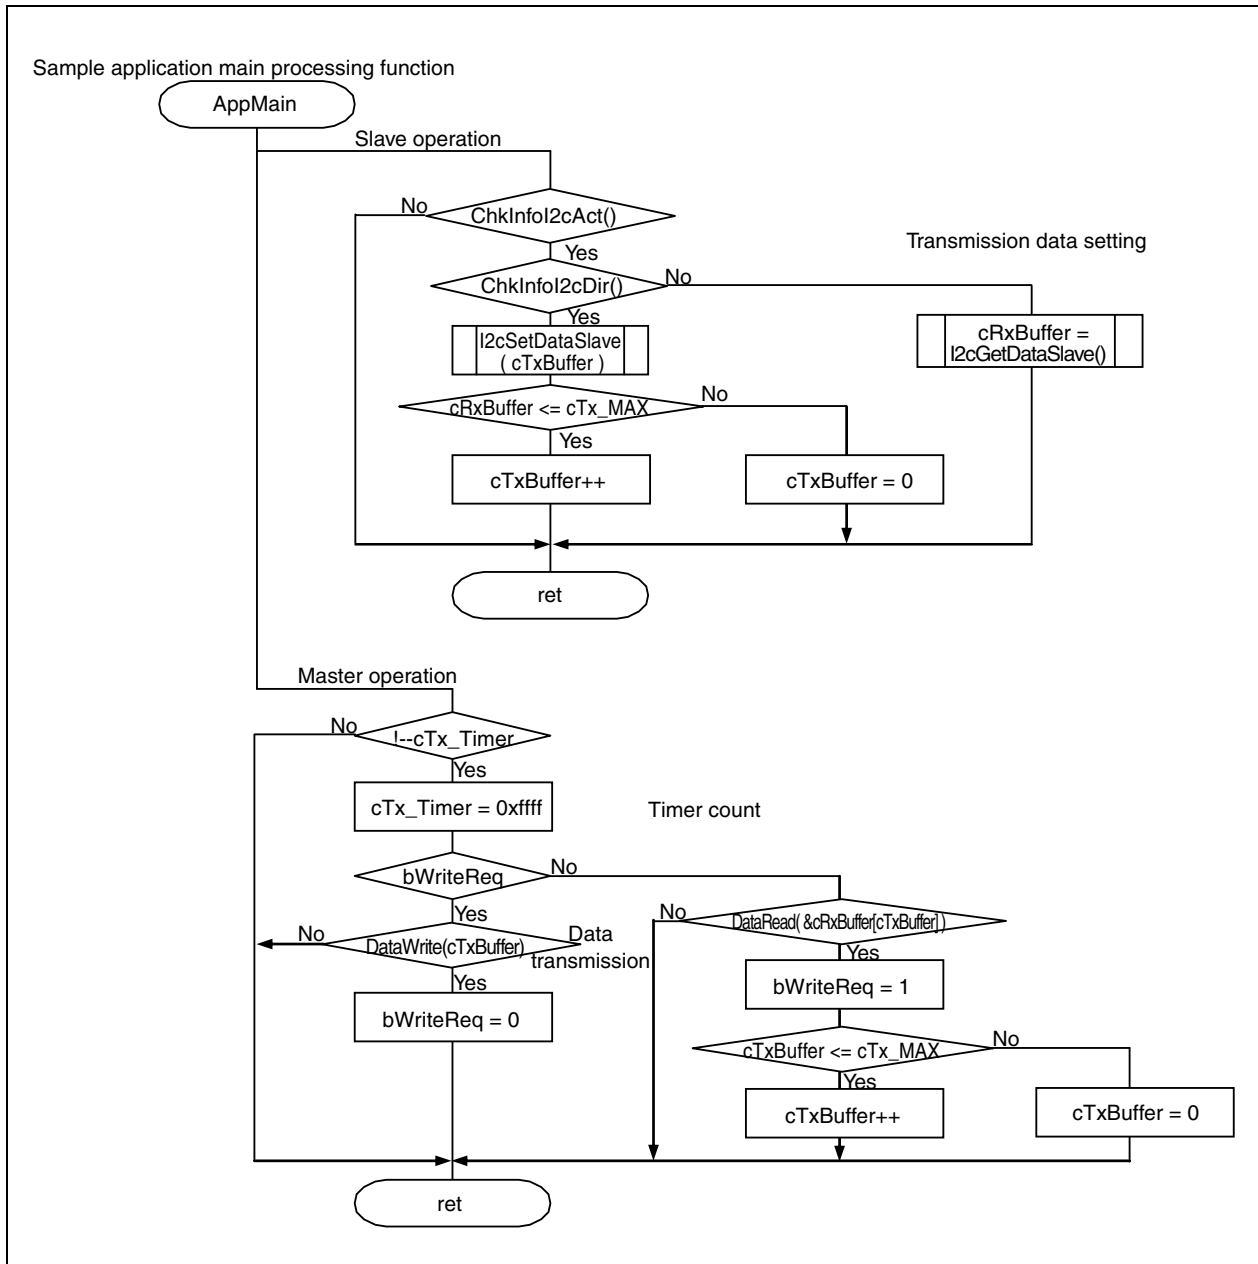 Sample application main processing function
AppMain
Slave operation
No
ChkInfoI2cAct()
Yes
Transmission data setting
ChkInfoI2cDir()
No
Yes
I2cSetDataSlave
( cTxBuffer )
cRxBuffer =
I2cGetDataSlave()
No
cRxBuffer <= cTx_MAX
Yes
cTxBuffer++
cTxBuffer = 0
ret
Master operation
No
!--cTx_Timer
Yes
cTx_Timer = 0xffff
Timer count
bWriteReq
No
Yes
No
DataRead( &cRxBuffer[cTxBuffer] )
No
DataWrite(cTxBuffer)
Data
transmission
Yes
Yes
bWriteReq = 1
bWriteReq = 0
cTxBuffer <= cTx_MAX
No
Yes
cTxBuffer++
cTxBuffer = 0
ret